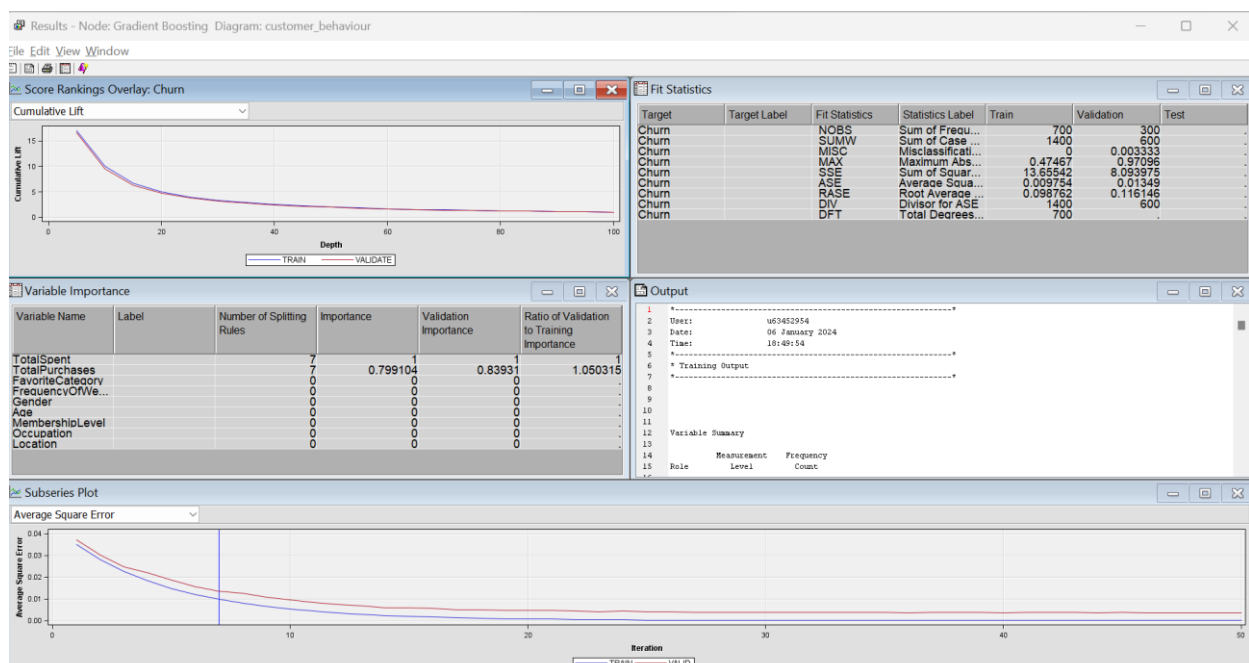 Results - Node: Gradient Boosting Diagram: customer_behaviour
File Edit View Window
Score Rankings Overlay: Churn
Cumulative Lift
Cumulative Lift
15
10
5
0
0 20 40 60 80 100
Depth
TRAIN VALIDATE
Fit Statistics
Target Target Label Fit Statistics Statistics Label Train Validation Test
Churn NOBS Sum of Frequ... 700 300 .
Churn SUMW Sum of Case ... 1400 600 .
Churn MISC Misclassificati... 0 0.003333 .
Churn MAX Maximum Abs... 0.47467 0.97096 .
Churn SSE Sum of Squar... 13.65542 8.093975 .
Churn ASE Average Squa... 0.009754 0.01349 .
Churn RASE Root Average ... 0.098762 0.116146 .
Churn DIV Divisor for ASE 1400 600 .
Churn DFT Total Degrees... 700 . .
Variable Importance
Variable Name Label Number of Splitting Rules Importance Validation Importance Ratio of Validation to Training Importance
TotalSpent 7 1 1 1
TotalPurchases 7 0.799104 0.83931 1.050315
FavoriteCategory 0 0 0 .
FrequencyOfWe... 0 0 0 .
Gender 0 0 0 .
Age 0 0 0 .
MembershipLevel 0 0 0 .
Occupation 0 0 0 .
Location 0 0 0 .
Output
1 *------------------------------------------------------------*
2 User: u63452954
3 Date: 06 January 2024
4 Time: 18:49:54
5 *------------------------------------------------------------*
6 * Training Output
7 *------------------------------------------------------------*
8
9
10
11
12 Variable Summary
13
14 Measurement Frequency
15 Role Level Count
16
Subseries Plot
Average Square Error
Average Square Error
0.04
0.03
0.02
0.01
0.00
0 10 20 30 40 50
Iteration
TRAIN VALID